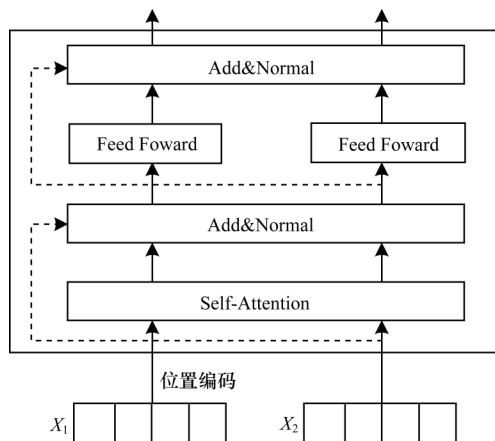 Add&Normal
Feed Foward Feed Foward
Add&Normal
Self-Attention
位置编码
X1 X2